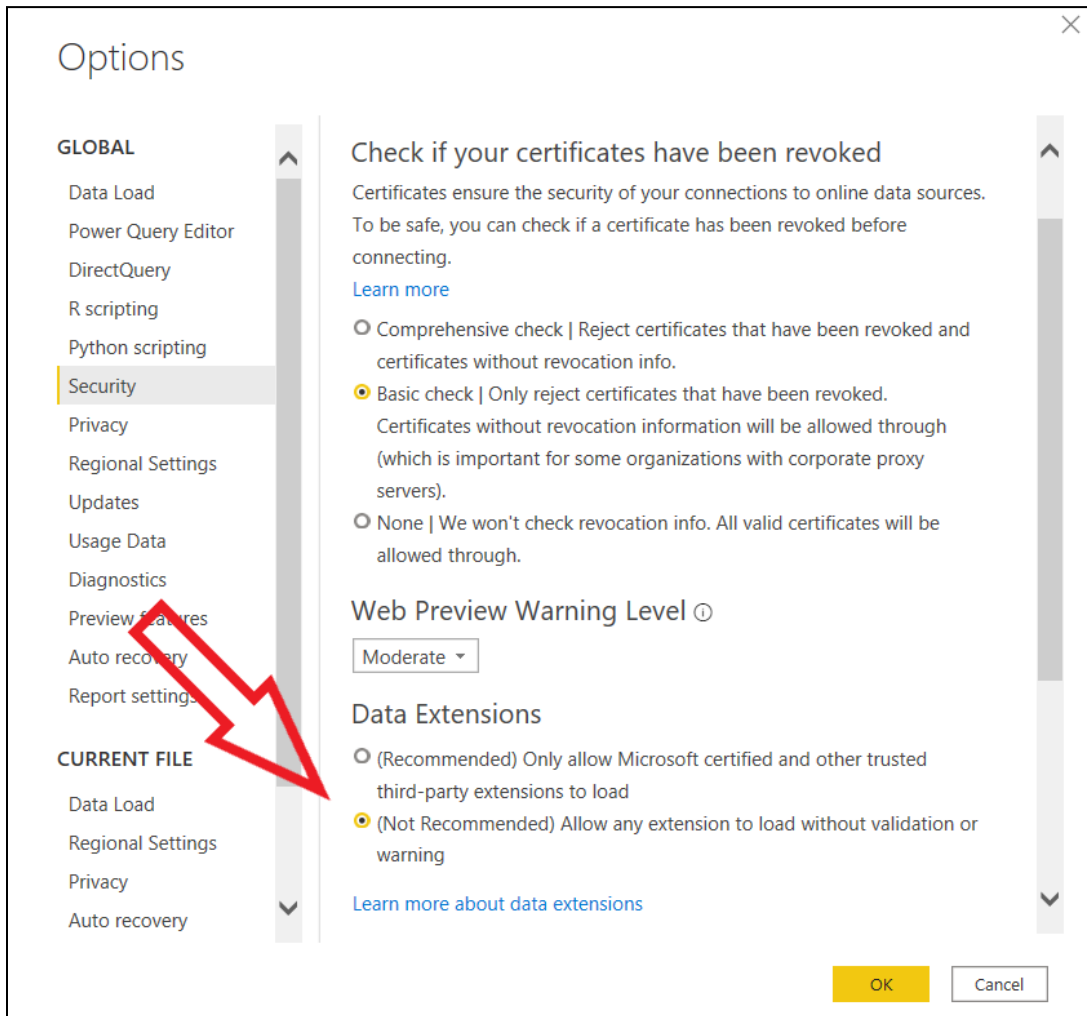 Options
GLOBAL
Data Load
Power Query Editor
DirectQuery
R scripting
Python scripting
Security
Privacy
Regional Settings
Updates
Usage Data
Diagnostics
Preview features
Auto recovery
Report settings
CURRENT FILE
Data Load
Regional Settings
Privacy
Auto recovery
Check if your certificates have been revoked
Certificates ensure the security of your connections to online data sources.
To be safe, you can check if a certificate has been revoked before
connecting.
Learn more
Comprehensive check | Reject certificates that have been revoked and
certificates without revocation info.
Basic check | Only reject certificates that have been revoked.
Certificates without revocation information will be allowed through
(which is important for some organizations with corporate proxy
servers).
None | We won't check revocation info. All valid certificates will be
allowed through.
Web Preview Warning Level
Moderate
Data Extensions
(Recommended) Only allow Microsoft certified and other trusted
third-party extensions to load
(Not Recommended) Allow any extension to load without validation or
warning
Learn more about data extensions
OK
Cancel